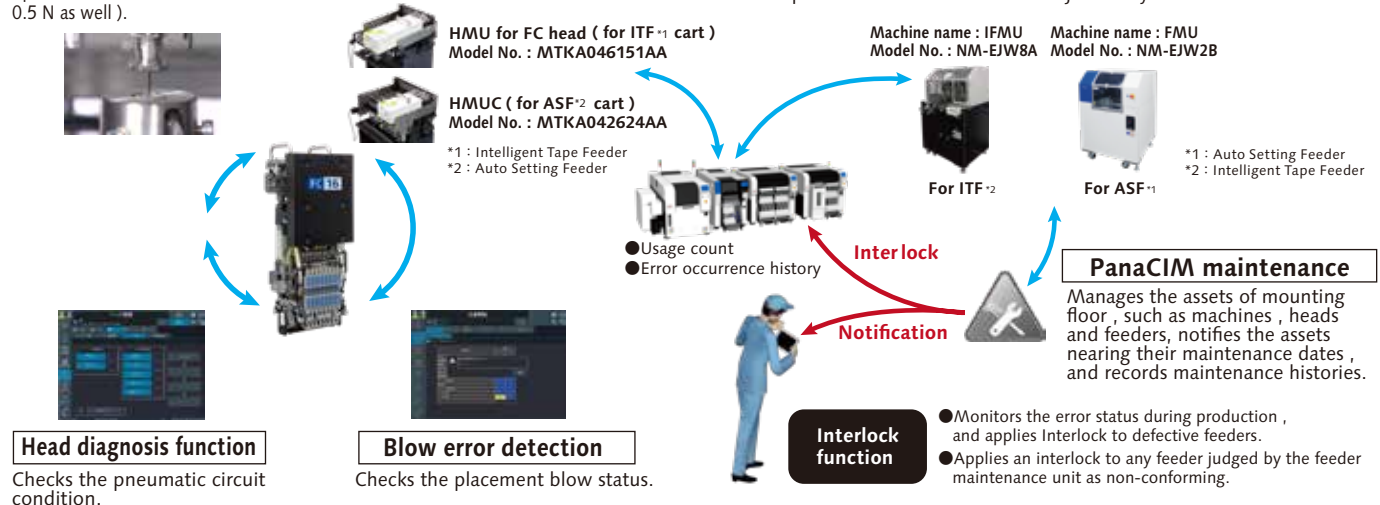 0.5 N as well ).
HMU for FC head ( for ITF *1 cart )
Model No. : MTKA046151AA
HMUC ( for ASF*2 cart )
Model No. : MTKA042624AA
*1 : Intelligent Tape Feeder
*2 : Auto Setting Feeder
Machine name : IFMU
Model No. : NM-EJW8A
Machine name : FMU
Model No. : NM-EJW2B
For ITF *2
For ASF *1
*1 : Auto Setting Feeder
*2 : Intelligent Tape Feeder
FC 16
●Usage count
●Error occurrence history
Interlock
Notification
PanaCIM maintenance
Manages the assets of mounting
floor , such as machines , heads
and feeders, notifies the assets
nearing their maintenance dates ,
and records maintenance histories.
Head diagnosis function
Checks the pneumatic circuit
condition.
Blow error detection
Checks the placement blow status.
Interlock
function
●Monitors the error status during production ,
and applies Interlock to defective feeders.
●Applies an interlock to any feeder judged by the feeder
maintenance unit as non-conforming.